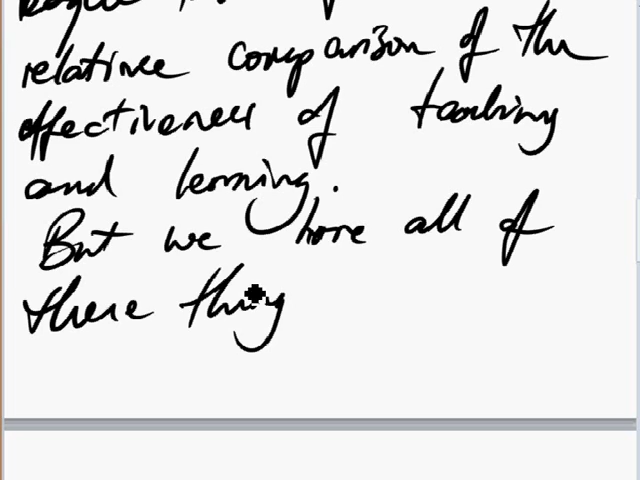 relative comparison of the
effectiveness of teaching
and learning.
But we have all of
these thing